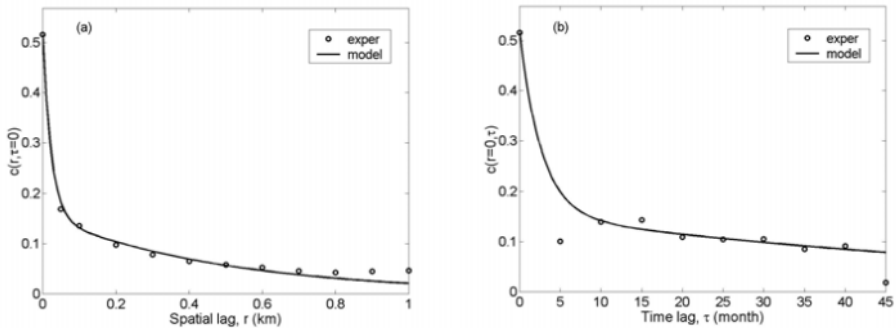 (a)
exper
model
0.5
0.4
0.3
0.2
0.1
0
c(r,τ=0)
0 0.2 0.4 0.6 0.8 1
Spatial lag, r (km)
(b)
exper
model
0.5
0.4
0.3
0.2
0.1
0
c(r=0,τ)
0 5 10 15 20 25 30 35 40 45
Time lag, τ (month)